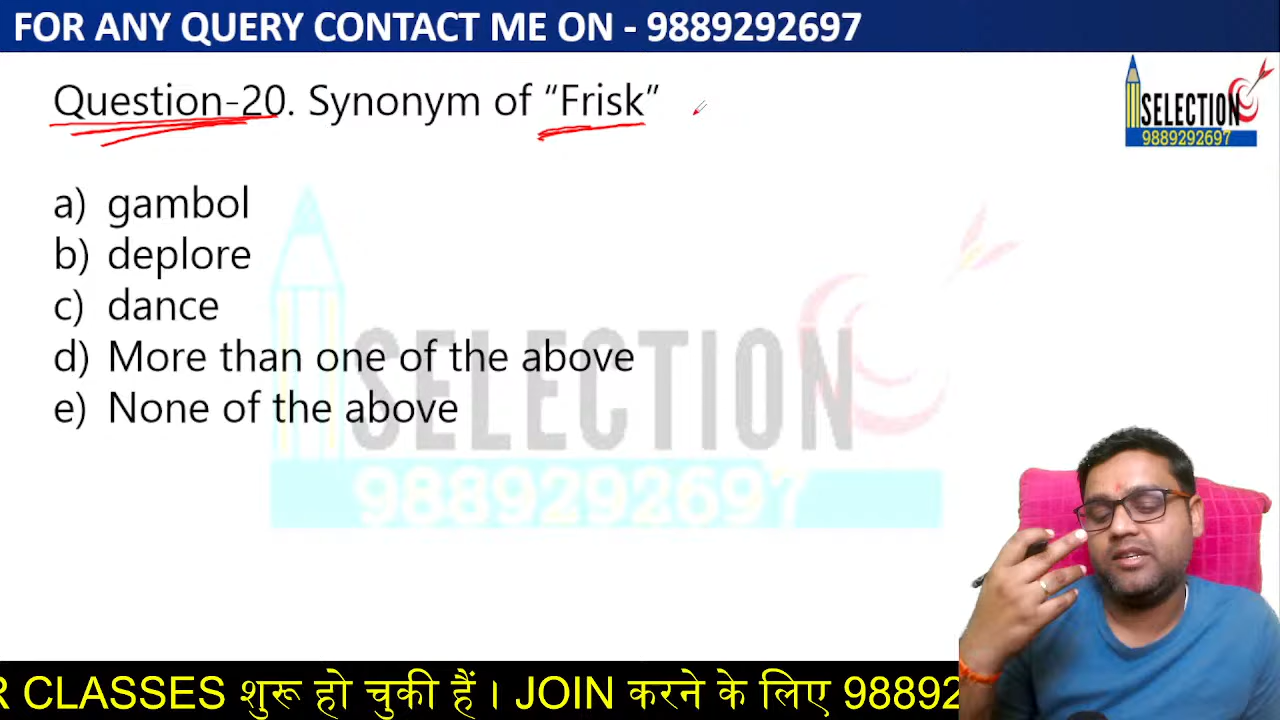 FOR ANY QUERY CONTACT ME ON - 9889292697
SELECTION
9889292697
Question-20. Synonym of “Frisk”
a) gambol
b) deplore
c) dance
d) More than one of the above
e) None of the above
SELECTION
9889292697
R CLASSES शुरू हो चुकी हैं । JOIN करने के लिए 98892